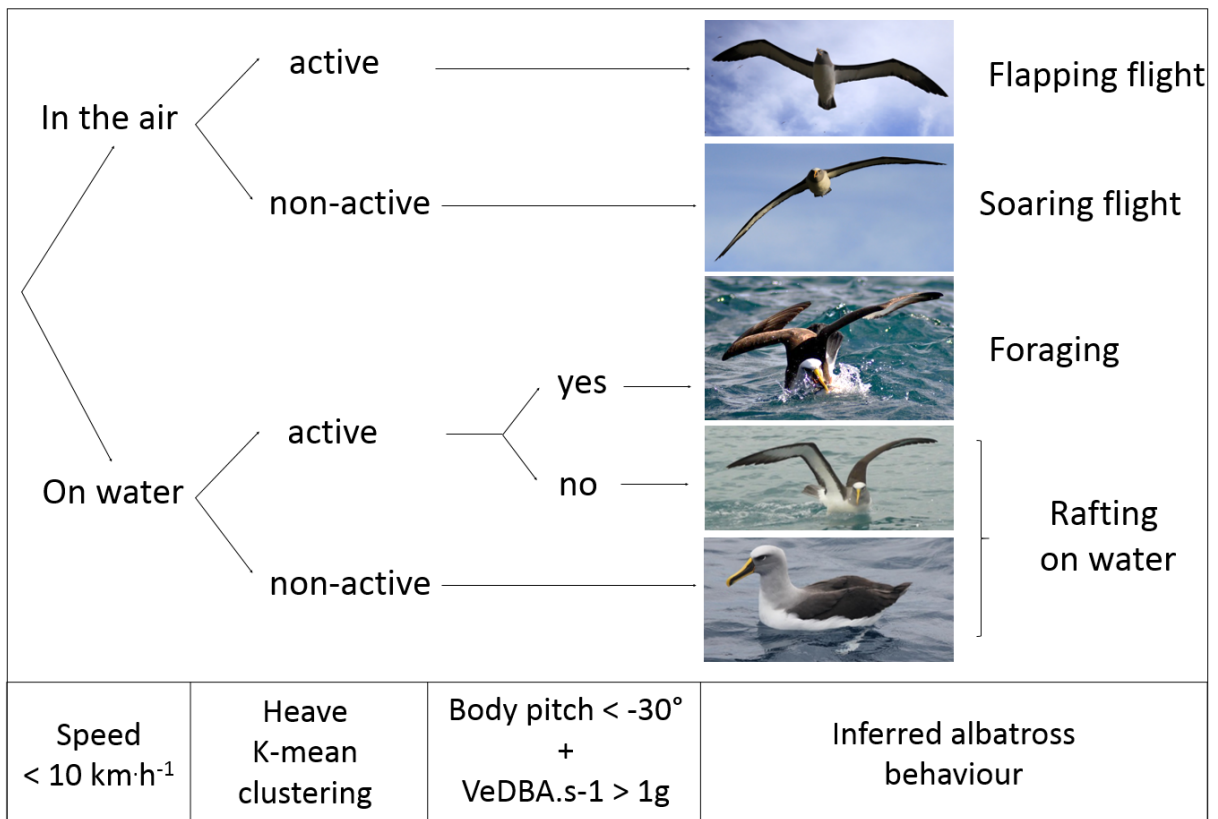 active
Flapping flight
In the air
non-active
Soaring flight
Foraging
yes
active
no
On water
Rafting
on water
non-active
Speed
< 10 km·h⁻¹
Heave
K-mean
clustering
Body pitch < -30°
+
VeDBA.s-1 > 1g
Inferred albatross
behaviour